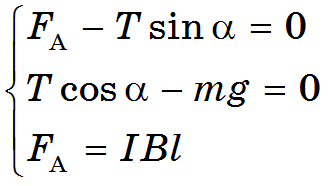 F_A − T sin α = 0
T cos α − mg = 0
F_A = IBl